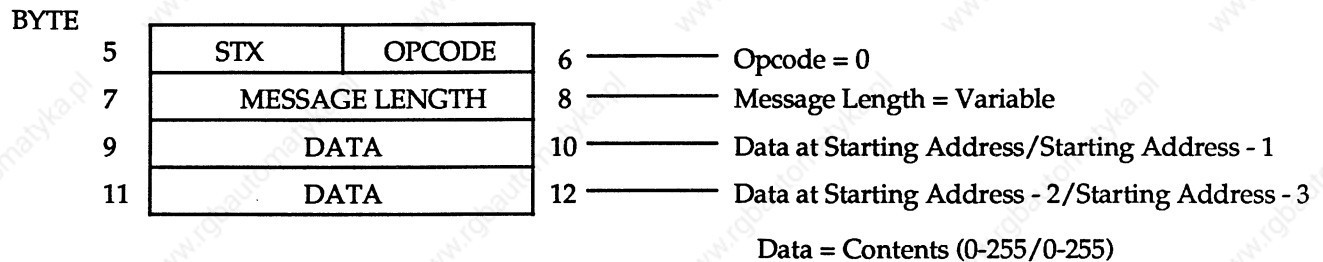 BYTE
5 STX OPCODE 6 Opcode = 0
7 MESSAGE LENGTH 8 Message Length = Variable
9 DATA 10 Data at Starting Address/Starting Address - 1
11 DATA 12 Data at Starting Address - 2/Starting Address - 3
Data = Contents (0-255/0-255)